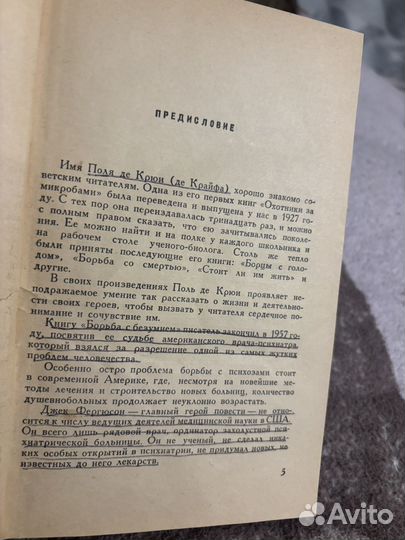 ПРЕДИСЛОВИЕ
Имя Поля де Крюи (де Крайфа) хорошо знакомо со-
ветским читателям. Одна из его первых книг «Охотники за
микробами» была переведена и выпущена у нас в 1927 го-
ду. С тех пор она переиздавалась тринадцать раз, и можно
с полным правом сказать, что ею зачитывались поколе-
ния. Ее можно найти и на полке у каждого школьника и
на рабочем столе ученого-биолога. Столь же тепло
были приняты последующие его книги: «Борцы с голо-
дом», «Борьба со смертью», «Стоит ли им жить» и
другие.
В своих произведениях Поль де Крюи проявляет не-
подражаемое умение так рассказать о жизни и деятельно-
сти своих героев, чтобы вызвать у читателя сердечное по-
нимание и сочувствие им.
Книгу «Борьба с безумием» писатель закончил в 1957 го-
ду, посвятив ее судьбе американского врача-психиатра,
который взялся за разрешение одной из самых жутких
проблем человечества.
Особенно остро проблема борьбы с психозами стоит
в современной Америке, где, несмотря на новейшие ме-
тоды лечения и строительство новых больниц, количество
душевнобольных продолжает неуклонно возрастать.
Джек Фергюсон — главный герой повести — не отно-
сится к числу ведущих деятелей медицинской науки в США.
Он всего лишь рядовой врач, ординатор захолустной пси-
хиатрической больницы. Он не ученый, не сделал ника-
ких особых открытий в психиатрии, не придумал новых, не-
известных до него лекарств.
5
Avito